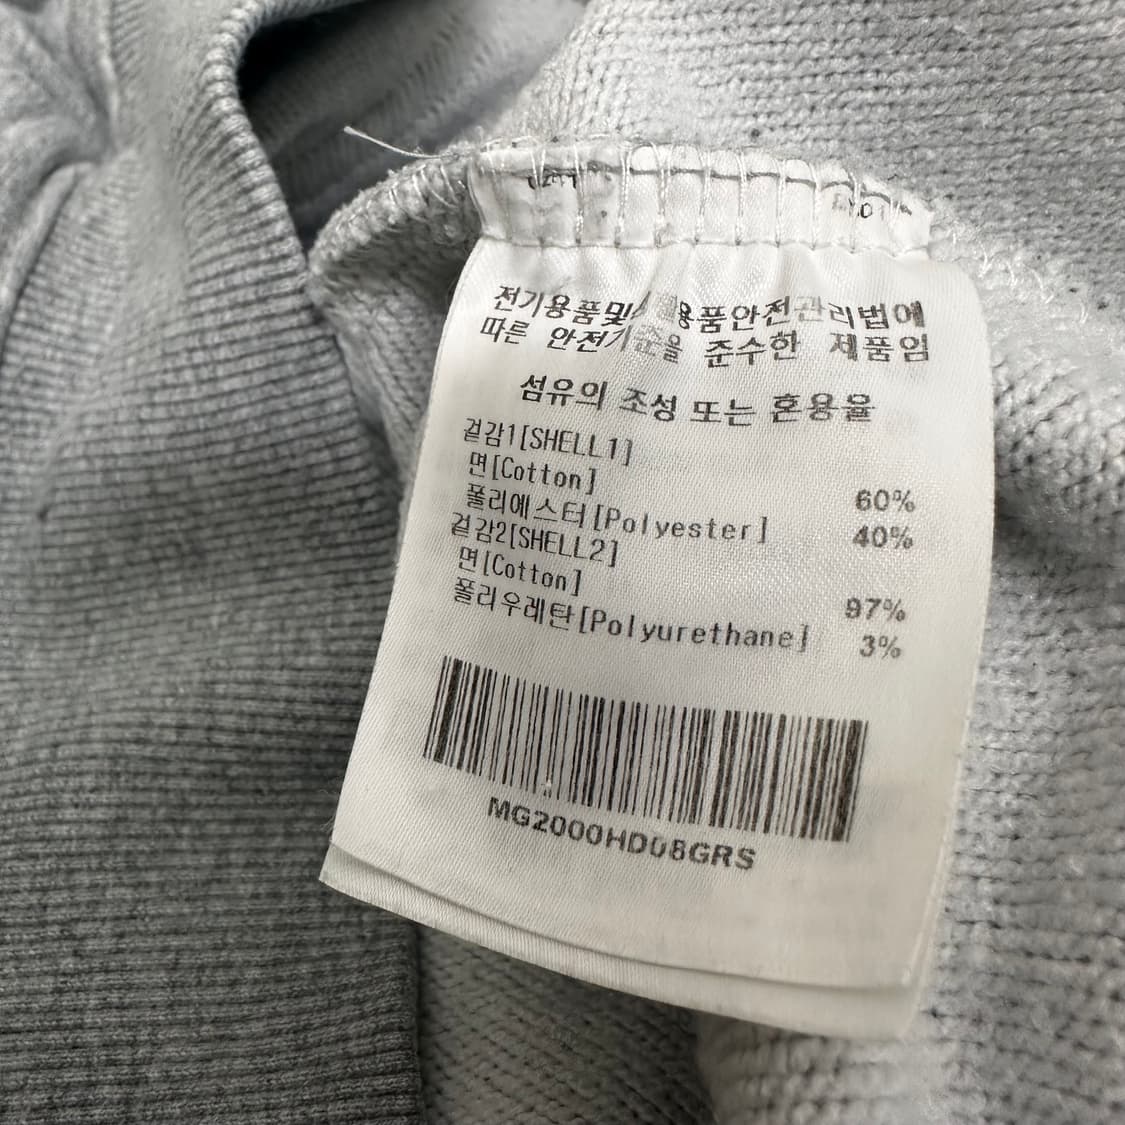 전기용품및 용품안전관리법에
따른 안전기준을 준수한 제품임
섬유의 조성 또는 혼용율
겉감1[SHELL1]
면[Cotton] 60%
폴리에스터[Polyester] 40%
겉감2[SHELL2]
면[Cotton] 97%
폴리우레탄[Polyurethane] 3%
MG2000HD08GRS